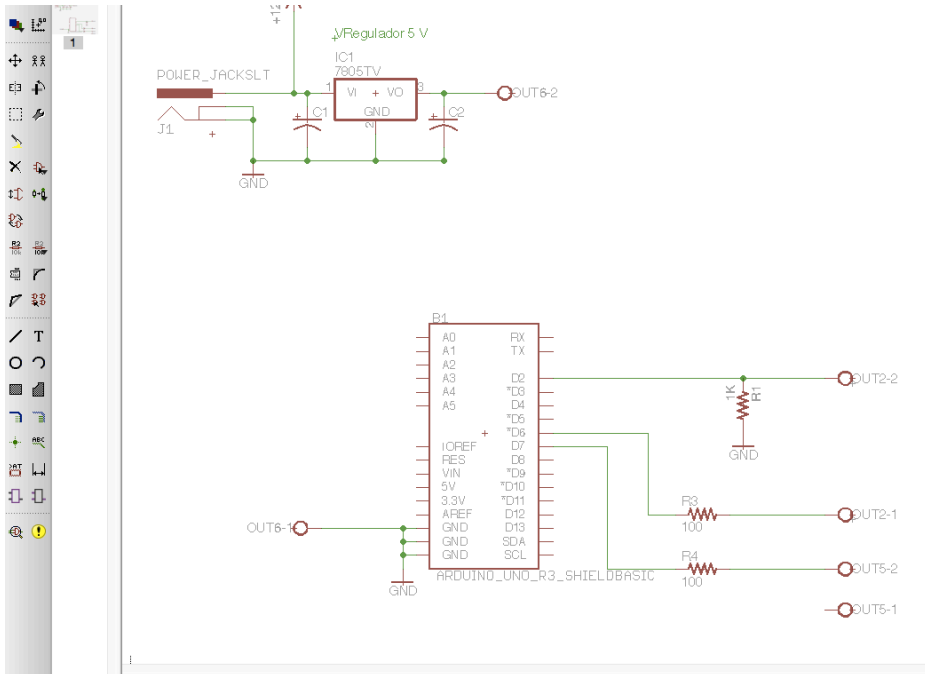 1
+12
VRegulador 5 V
IC1
7805TV
POWER_JACKSLT
1
VI
VO
3
OUT6-2
GND
2
C1
C2
J1
GND
B1
A0
RX
A1
TX
A2
A3
D2
OUT2-2
A4
*D3
1K
R1
A5
D4
*D5
*D6
IOREF
D7
GND
RES
D8
VIN
*D9
5V
*D10
3.3V
*D11
R3
AREF
D12
OUT2-1
OUT6-1
GND
D13
100
GND
SDA
GND
SCL
R4
OUT5-2
ARDUINO_UNO_R3_SHIELDBASIC
100
GND
OUT5-1